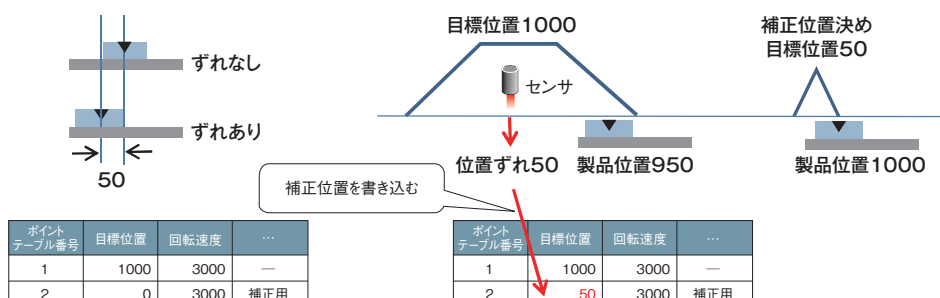 ずれなし
ずれあり
50
目標位置1000
センサ
位置ずれ50
製品位置950
補正位置決め
目標位置50
製品位置1000
補正位置を書き込む
ポイント
テーブル番号
目標位置
回転速度
…
1
1000
3000
—
2
0
3000
補正用
ポイント
テーブル番号
目標位置
回転速度
…
1
1000
3000
—
2
50
3000
補正用